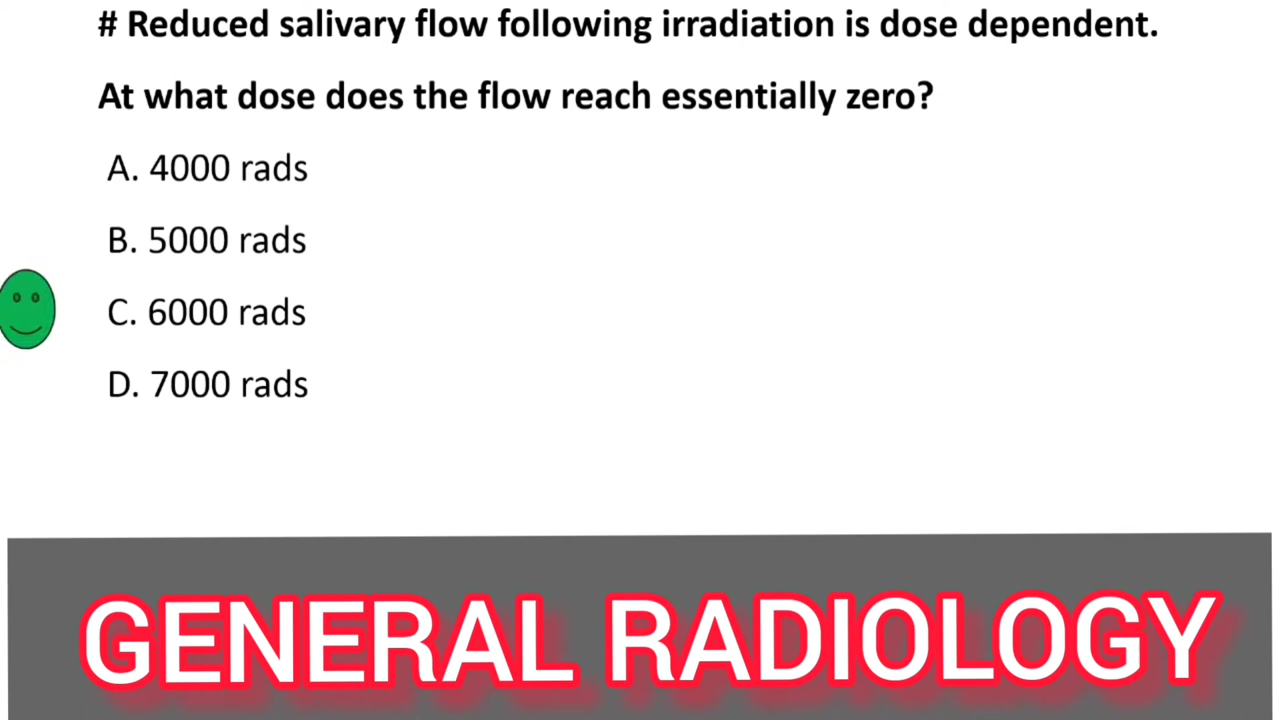 # Reduced salivary flow following irradiation is dose dependent.
At what dose does the flow reach essentially zero?
A. 4000 rads
B. 5000 rads
C. 6000 rads
D. 7000 rads
GENERAL RADIOLOGY